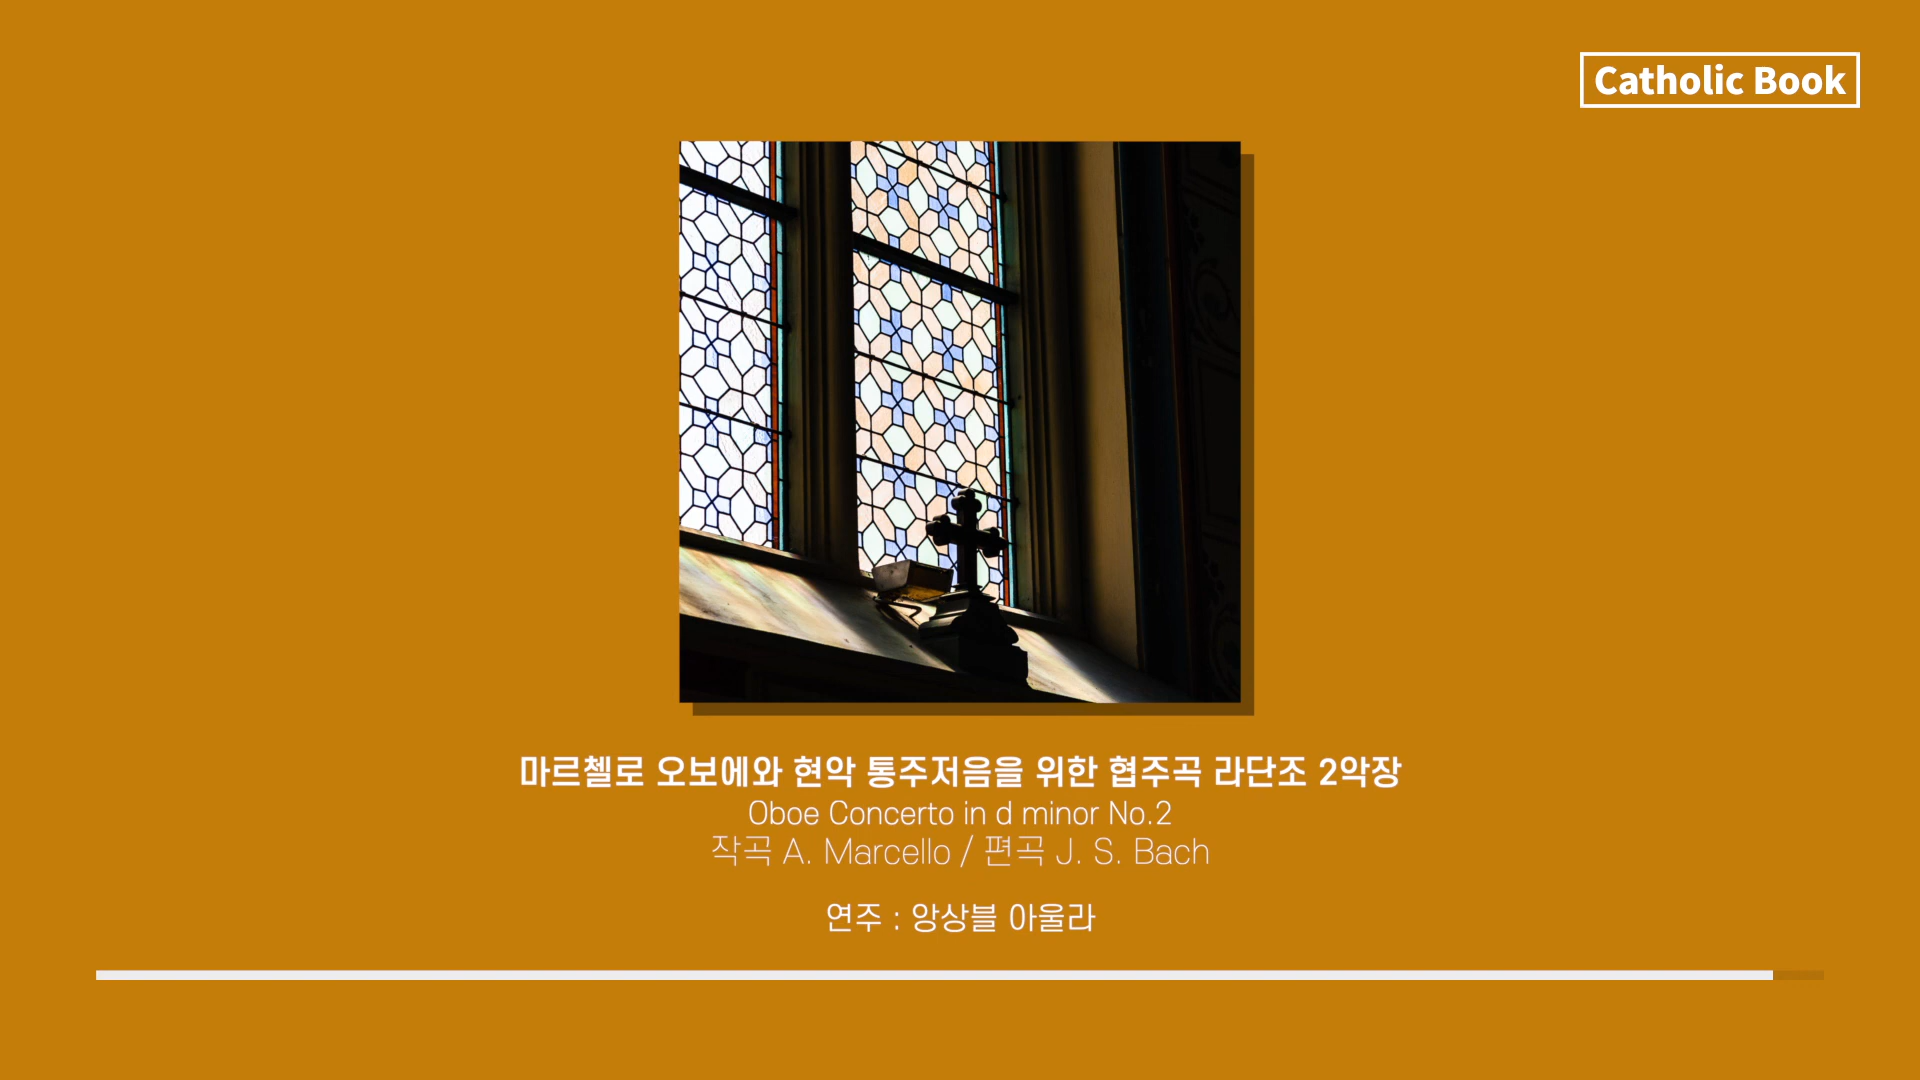 Catholic Book
마르첼로 오보에와 현악 통주저음을 위한 협주곡 라단조 2악장
Oboe Concerto in d minor No.2
작곡 A. Marcello / 편곡 J. S. Bach
연주 : 앙상블 아울라